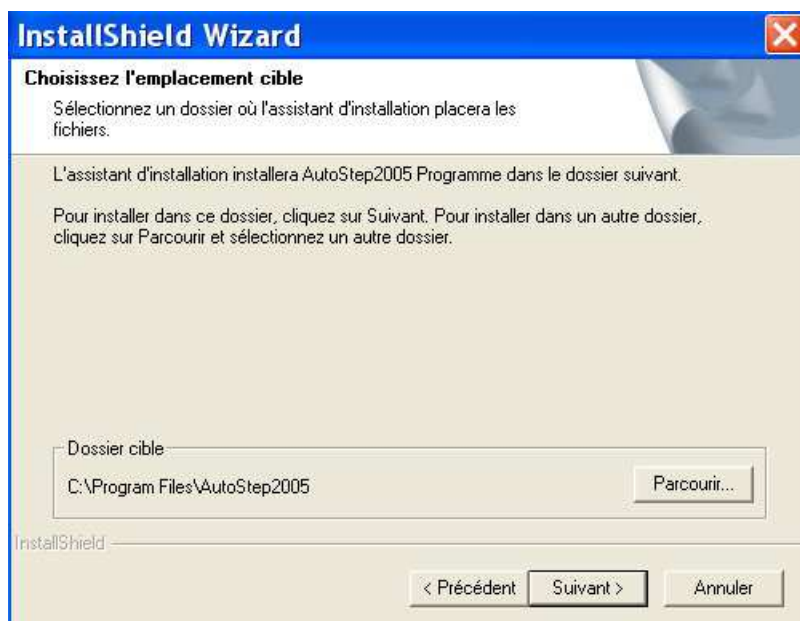 InstallShield Wizard
Choisissez l'emplacement cible
Sélectionnez un dossier où l'assistant d'installation placera les
fichiers.
L'assistant d'installation installera AutoStep2005 Programme dans le dossier suivant.
Pour installer dans ce dossier, cliquez sur Suivant. Pour installer dans un autre dossier,
cliquez sur Parcourir et sélectionnez un autre dossier.
Dossier cible
C:\Program Files\AutoStep2005
Parcourir...
InstallShield
< Précédent
Suivant >
Annuler